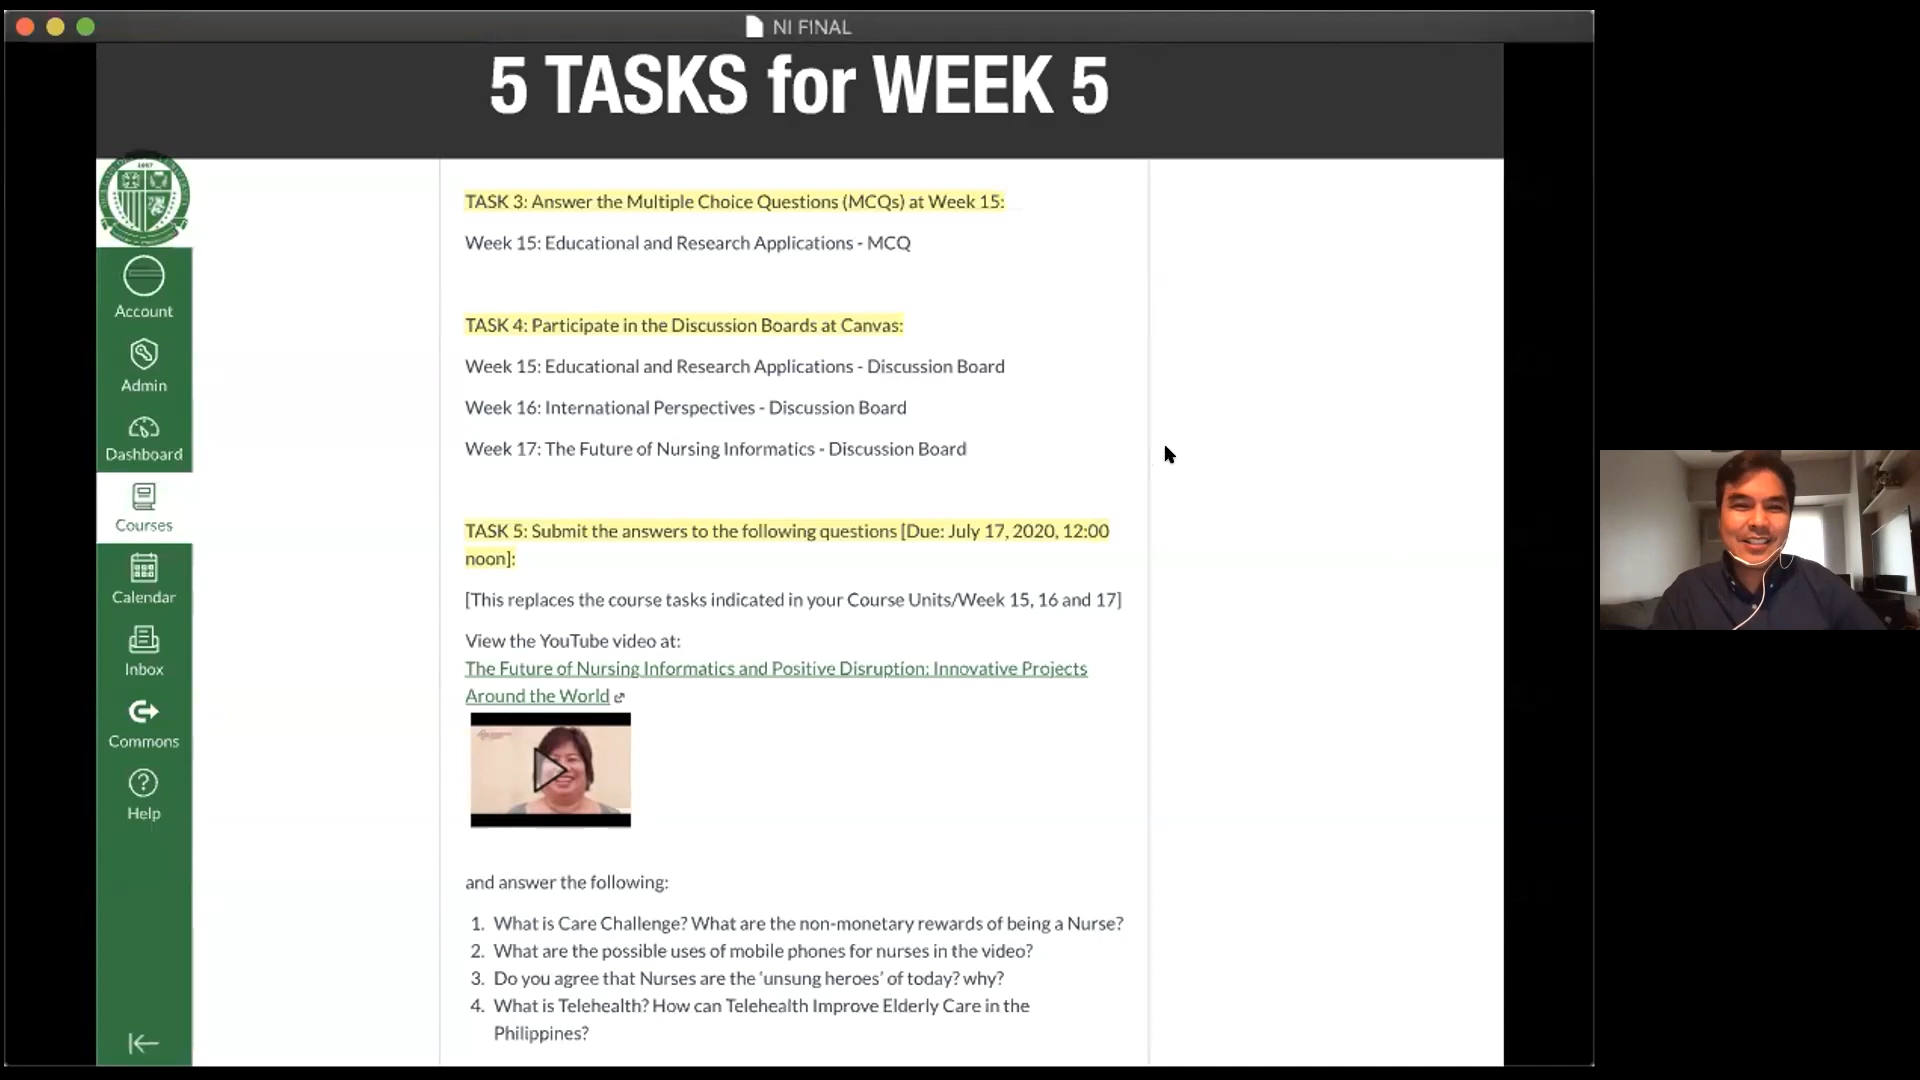 NI FINAL
5 TASKS for WEEK 5
TASK 3: Answer the Multiple Choice Questions (MCQs) at Week 15:
Week 15: Educational and Research Applications - MCQ
TASK 4: Participate in the Discussion Boards at Canvas:
Week 15: Educational and Research Applications - Discussion Board
Week 16: International Perspectives - Discussion Board
Week 17: The Future of Nursing Informatics - Discussion Board
TASK 5: Submit the answers to the following questions [Due: July 17, 2020, 12:00
noon]:
[This replaces the course tasks indicated in your Course Units/Week 15, 16 and 17]
View the YouTube video at:
The Future of Nursing Informatics and Positive Disruption: Innovative Projects
Around the World
and answer the following:
1. What is Care Challenge? What are the non-monetary rewards of being a Nurse?
2. What are the possible uses of mobile phones for nurses in the video?
3. Do you agree that Nurses are the ‘unsung heroes’ of today? why?
4. What is Telehealth? How can Telehealth Improve Elderly Care in the
Philippines?
Account
Admin
Dashboard
Courses
Calendar
Inbox
Commons
Help